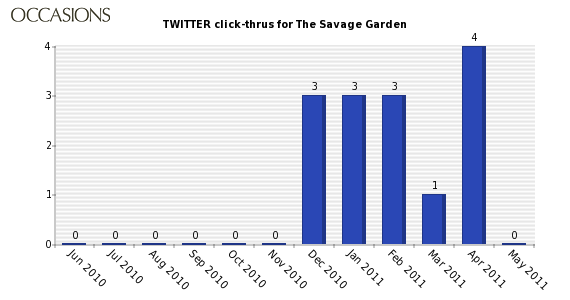 OCCASIONS
TWITTER click-thrus for The Savage Garden
4
3
2
1
0
0
0
0
0
0
0
3
3
3
1
4
0
Jun 2010
Jul 2010
Aug 2010
Sep 2010
Oct 2010
Nov 2010
Dec 2010
Jan 2011
Feb 2011
Mar 2011
Apr 2011
May 2011